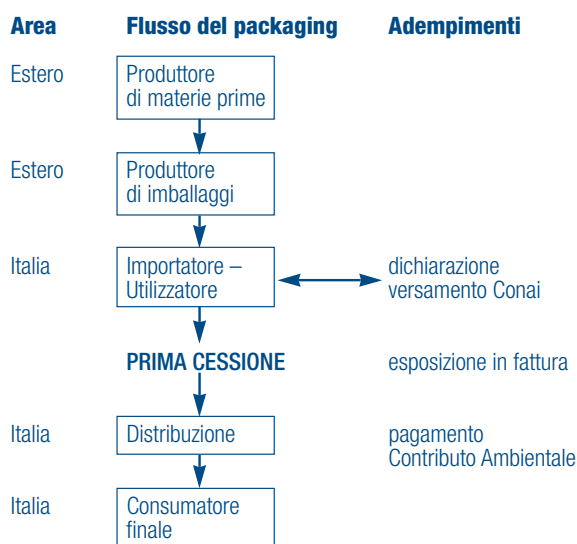 Area Flusso del packaging Adempimenti
Estero Produttore
di materie prime
Estero Produttore
di imballaggi
Italia Importatore – dichiarazione
Utilizzatore versamento Conai
PRIMA CESSIONE esposizione in fattura
Italia Distribuzione pagamento
Contributo Ambientale
Italia Consumatore
finale